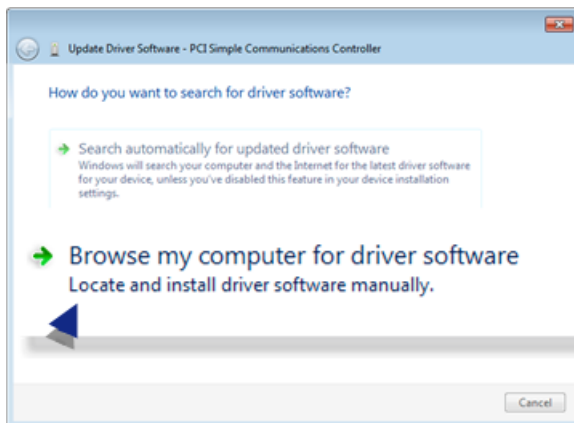 Update Driver Software - PCI Simple Communications Controller
How do you want to search for driver software?
Search automatically for updated driver software
Windows will search your computer and the Internet for the latest driver software
for your device, unless you've disabled this feature in your device installation
settings.
Browse my computer for driver software
Locate and install driver software manually.
Cancel